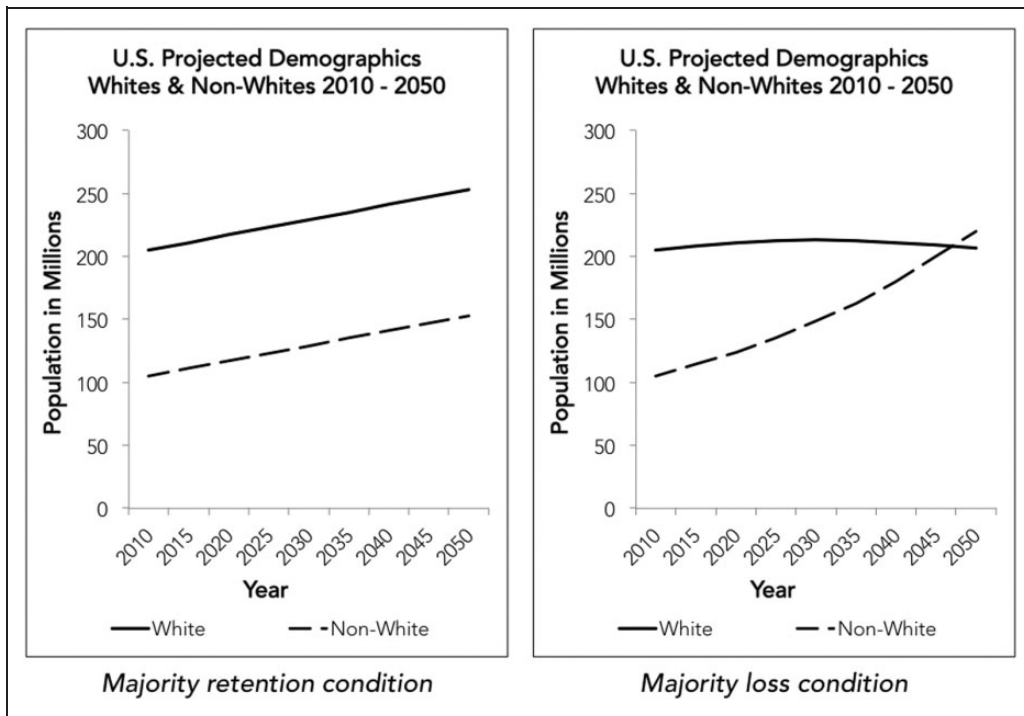 U.S. Projected Demographics
Whites & Non-Whites 2010 - 2050
300
250
200
150
100
50
0
Population in Millions
2010
2015
2020
2025
2030
2035
2040
2045
2050
Year
White
Non-White
Majority retention condition
U.S. Projected Demographics
Whites & Non-Whites 2010 - 2050
300
250
200
150
100
50
0
Population in Millions
2010
2015
2020
2025
2030
2035
2040
2045
2050
Year
White
Non-White
Majority loss condition